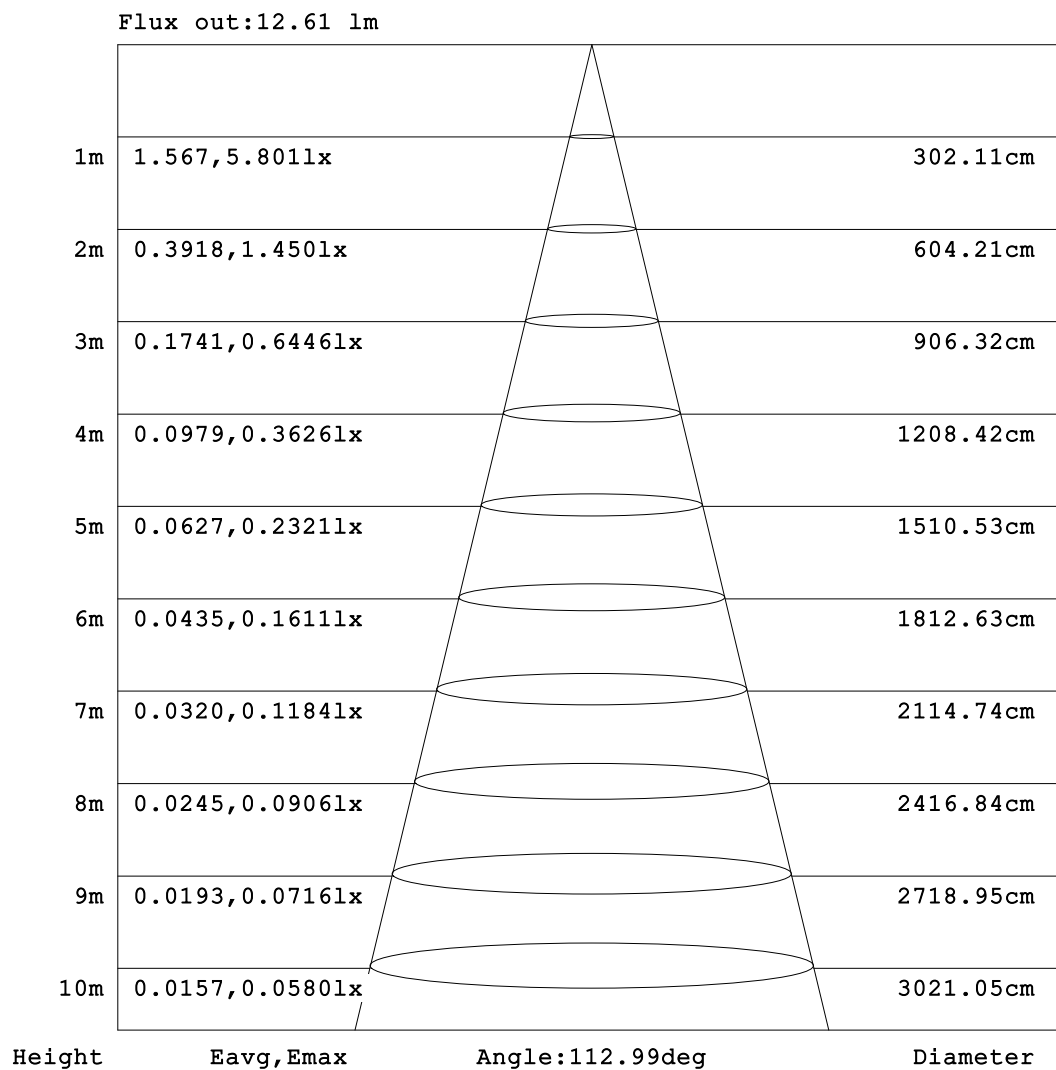 Flux out:12.61 lm
1m 1.567,5.801lx 302.11cm
2m 0.3918,1.450lx 604.21cm
3m 0.1741,0.6446lx 906.32cm
4m 0.0979,0.3626lx 1208.42cm
5m 0.0627,0.2321lx 1510.53cm
6m 0.0435,0.1611lx 1812.63cm
7m 0.0320,0.1184lx 2114.74cm
8m 0.0245,0.0906lx 2416.84cm
9m 0.0193,0.0716lx 2718.95cm
10m 0.0157,0.0580lx 3021.05cm
Height Eavg,Emax Angle:112.99deg Diameter